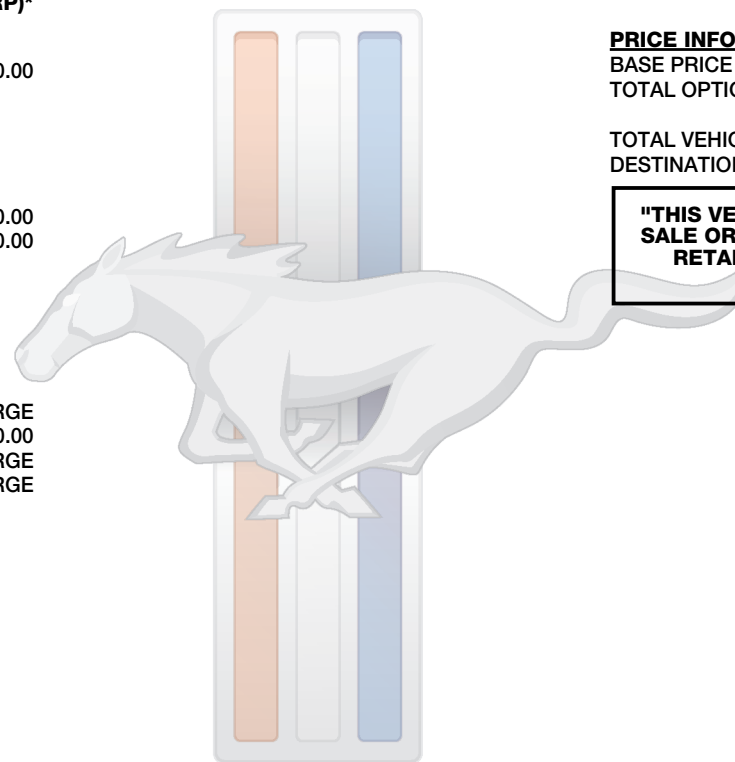 RP)*
0.00
0.00
0.00
RGE
0.00
RGE
RGE
PRICE INFO
BASE PRICE
TOTAL OPTIO
TOTAL VEHIC
DESTINATION
"THIS VE
SALE OR
RETAI